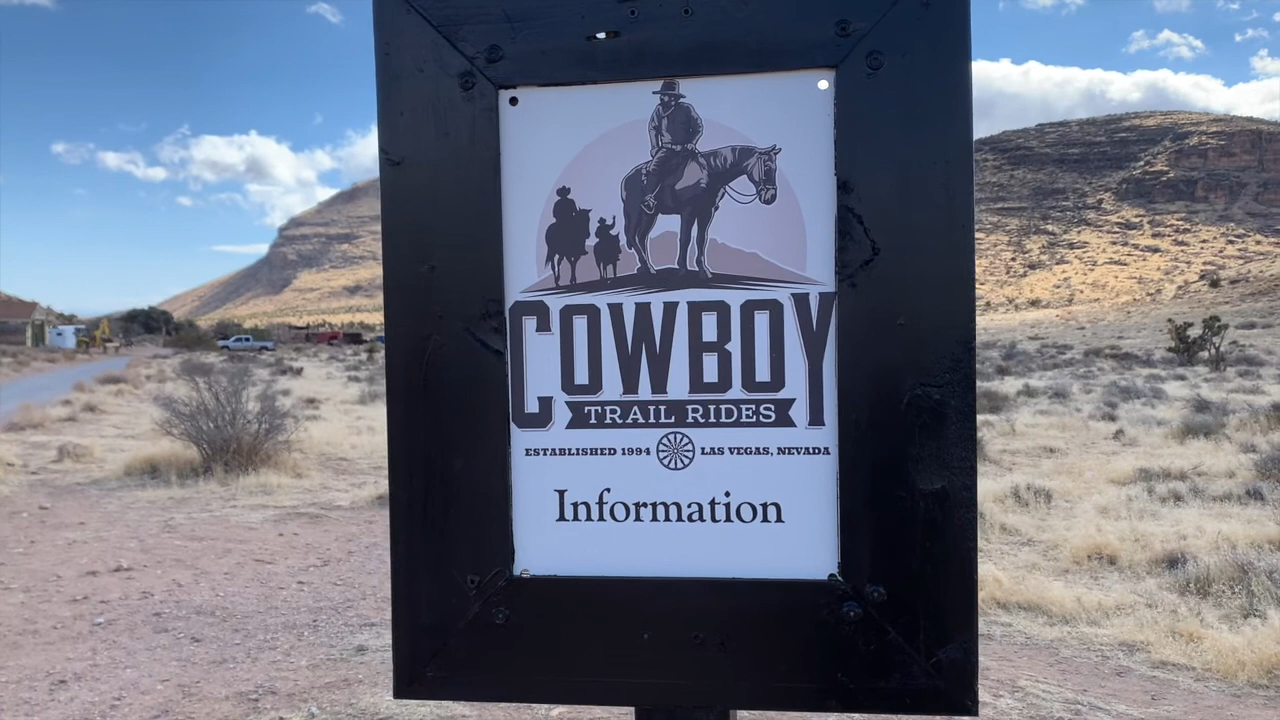 COWBOY
TRAIL RIDES
ESTABLISHED 1994 LAS VEGAS, NEVADA
Information